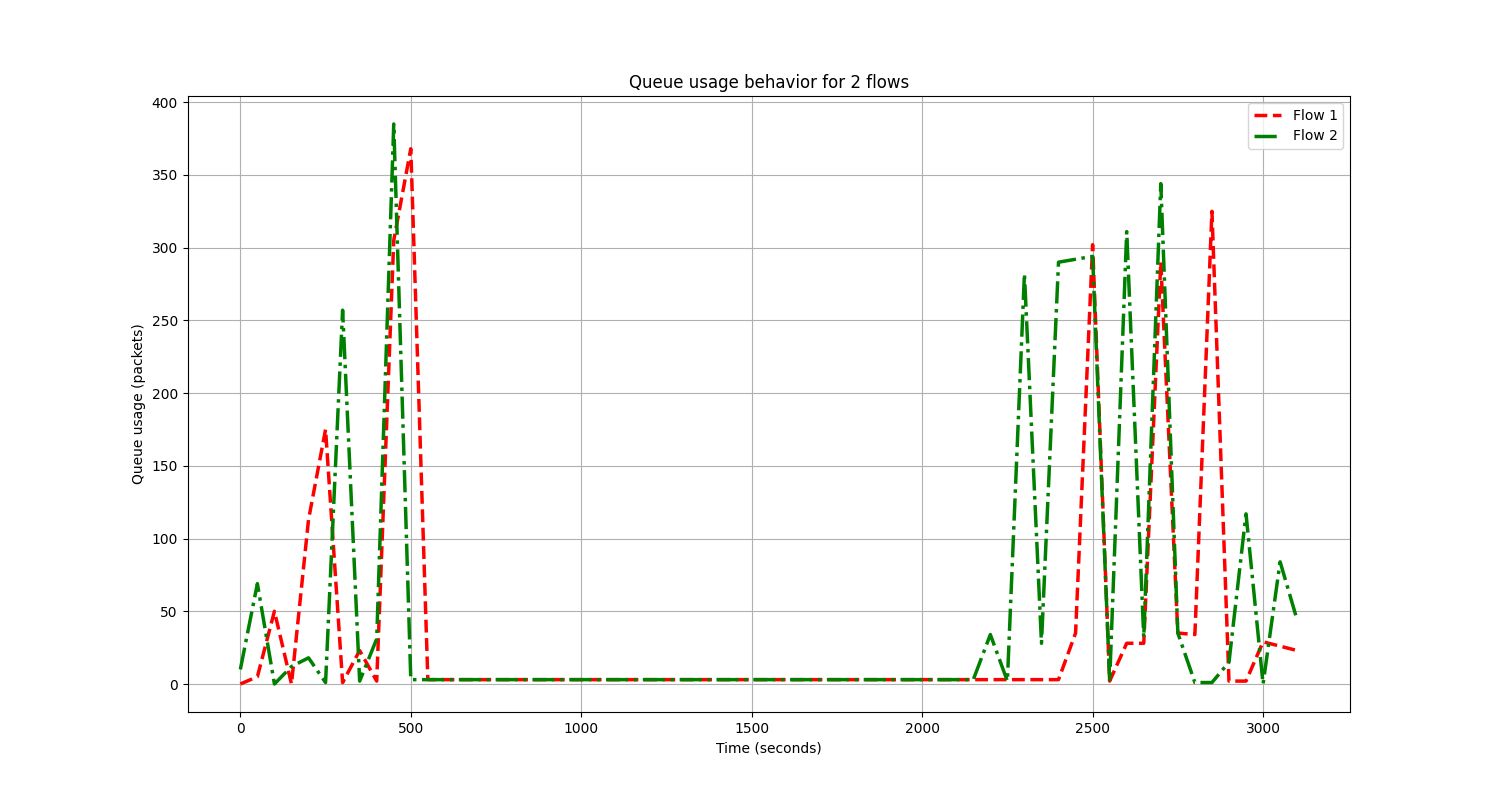 Queue usage behavior for 2 flows
Flow 1
Flow 2
Queue usage (packets)
400
350
300
250
200
150
100
50
0
0 500 1000 1500 2000 2500 3000
Time (seconds)